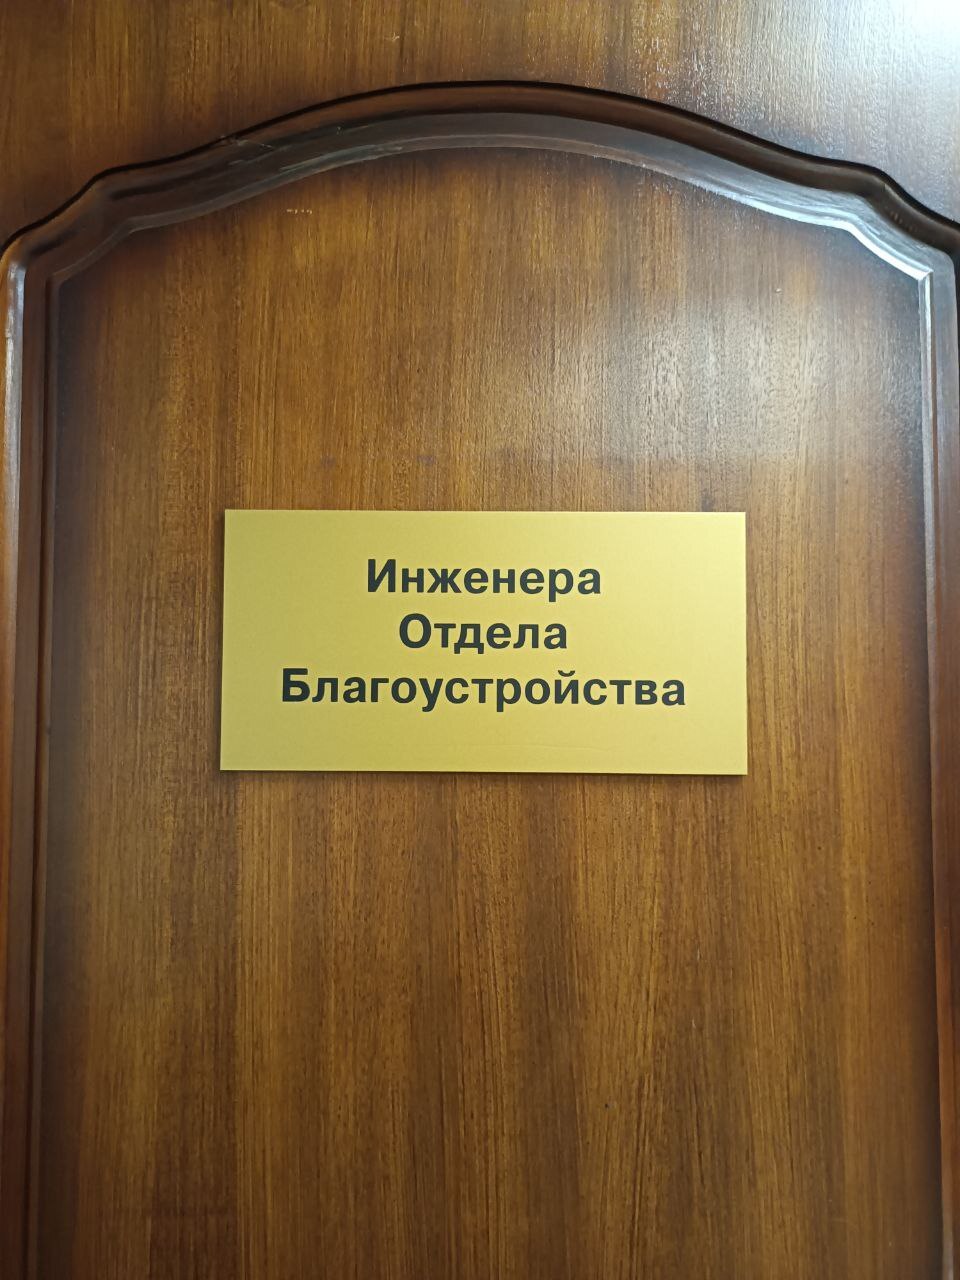 Инженера
Отдела
Благоустройства